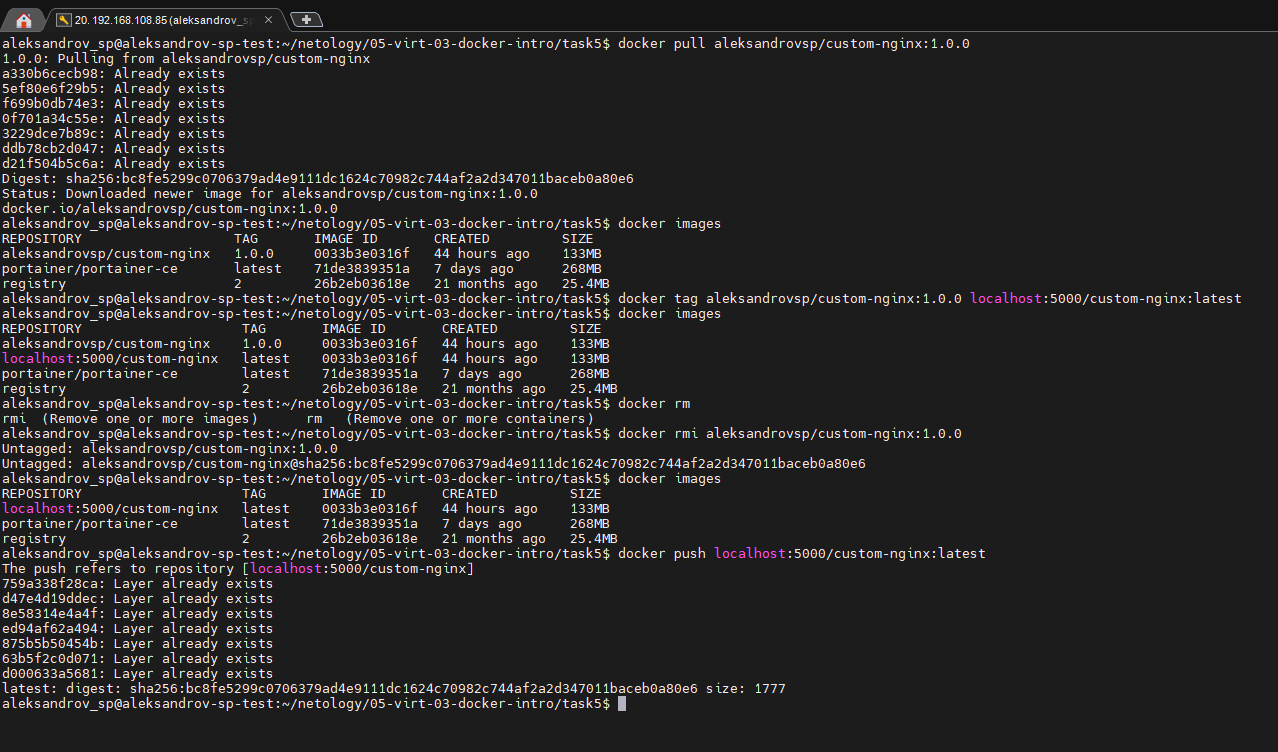 20. 192.168.108.85 (aleksandrov_sp
aleksandrov_sp@aleksandrov-sp-test:~/netology/05-virt-03-docker-intro/task5$ docker pull aleksandrovsp/custom-nginx:1.0.0
1.0.0: Pulling from aleksandrovsp/custom-nginx
a330b6cecb98: Already exists
5ef80e6f29b5: Already exists
f699b0db74e3: Already exists
0f701a34c55e: Already exists
3229dce7b89c: Already exists
ddb78cb2d047: Already exists
d21f504b5c6a: Already exists
Digest: sha256:bc8fe5299c0706379ad4e9111dc1624c70982c744af2a2d347011baceb0a80e6
Status: Downloaded newer image for aleksandrovsp/custom-nginx:1.0.0
docker.io/aleksandrovsp/custom-nginx:1.0.0
aleksandrov_sp@aleksandrov-sp-test:~/netology/05-virt-03-docker-intro/task5$ docker images
REPOSITORY                   TAG       IMAGE ID       CREATED         SIZE
aleksandrovsp/custom-nginx   1.0.0     0033b3e0316f   44 hours ago    133MB
portainer/portainer-ce       latest    71de3839351a   7 days ago      268MB
registry                     2         26b2eb03618e   21 months ago   25.4MB
aleksandrov_sp@aleksandrov-sp-test:~/netology/05-virt-03-docker-intro/task5$ docker tag aleksandrovsp/custom-nginx:1.0.0 localhost:5000/custom-nginx:latest
aleksandrov_sp@aleksandrov-sp-test:~/netology/05-virt-03-docker-intro/task5$ docker images
REPOSITORY                    TAG       IMAGE ID       CREATED         SIZE
aleksandrovsp/custom-nginx    1.0.0     0033b3e0316f   44 hours ago    133MB
localhost:5000/custom-nginx   latest    0033b3e0316f   44 hours ago    133MB
portainer/portainer-ce        latest    71de3839351a   7 days ago      268MB
registry                      2         26b2eb03618e   21 months ago   25.4MB
aleksandrov_sp@aleksandrov-sp-test:~/netology/05-virt-03-docker-intro/task5$ docker rm
rmi  (Remove one or more images)      rm   (Remove one or more containers)
aleksandrov_sp@aleksandrov-sp-test:~/netology/05-virt-03-docker-intro/task5$ docker rmi aleksandrovsp/custom-nginx:1.0.0
Untagged: aleksandrovsp/custom-nginx:1.0.0
Untagged: aleksandrovsp/custom-nginx@sha256:bc8fe5299c0706379ad4e9111dc1624c70982c744af2a2d347011baceb0a80e6
aleksandrov_sp@aleksandrov-sp-test:~/netology/05-virt-03-docker-intro/task5$ docker images
REPOSITORY                    TAG       IMAGE ID       CREATED         SIZE
localhost:5000/custom-nginx   latest    0033b3e0316f   44 hours ago    133MB
portainer/portainer-ce        latest    71de3839351a   7 days ago      268MB
registry                      2         26b2eb03618e   21 months ago   25.4MB
aleksandrov_sp@aleksandrov-sp-test:~/netology/05-virt-03-docker-intro/task5$ docker push localhost:5000/custom-nginx:latest
The push refers to repository [localhost:5000/custom-nginx]
759a338f28ca: Layer already exists
d47e4d19ddec: Layer already exists
8e58314e4a4f: Layer already exists
ed94af62a494: Layer already exists
875b5b50454b: Layer already exists
63b5f2c0d071: Layer already exists
d000633a5681: Layer already exists
latest: digest: sha256:bc8fe5299c0706379ad4e9111dc1624c70982c744af2a2d347011baceb0a80e6 size: 1777
aleksandrov_sp@aleksandrov-sp-test:~/netology/05-virt-03-docker-intro/task5$